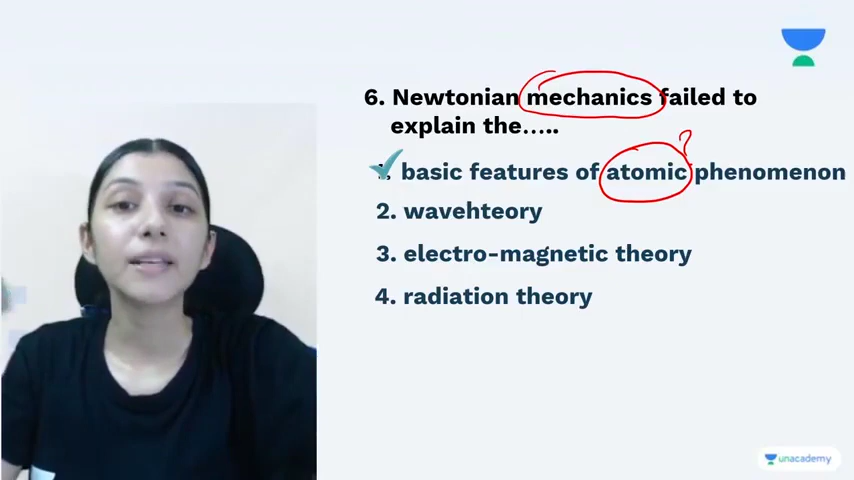 6. Newtonian mechanics failed to
explain the.....
1. basic features of atomic phenomenon
?
2. wavehteory
3. electro-magnetic theory
4. radiation theory
unacademy